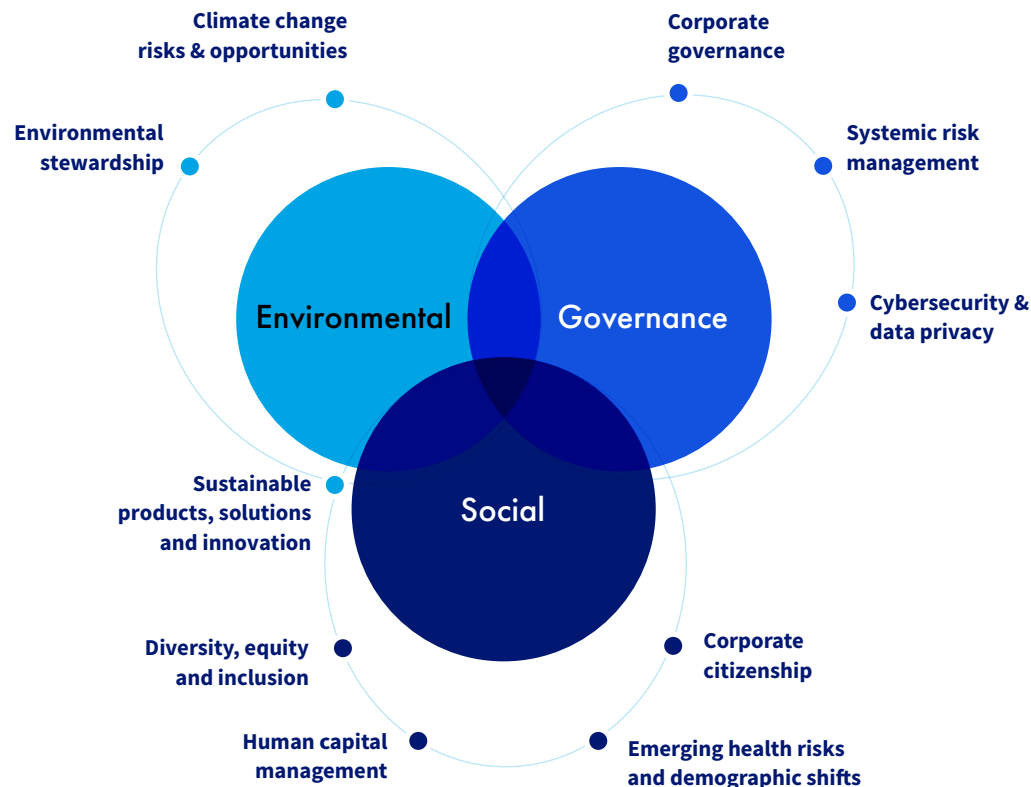 Climate change
risks & opportunities
Corporate
governance
Environmental
stewardship
Systemic risk
management
Environmental
Governance
Cybersecurity &
data privacy
Sustainable
products, solutions
and innovation
Social
Diversity, equity
and inclusion
Corporate
citizenship
Human capital
management
Emerging health risks
and demographic shifts